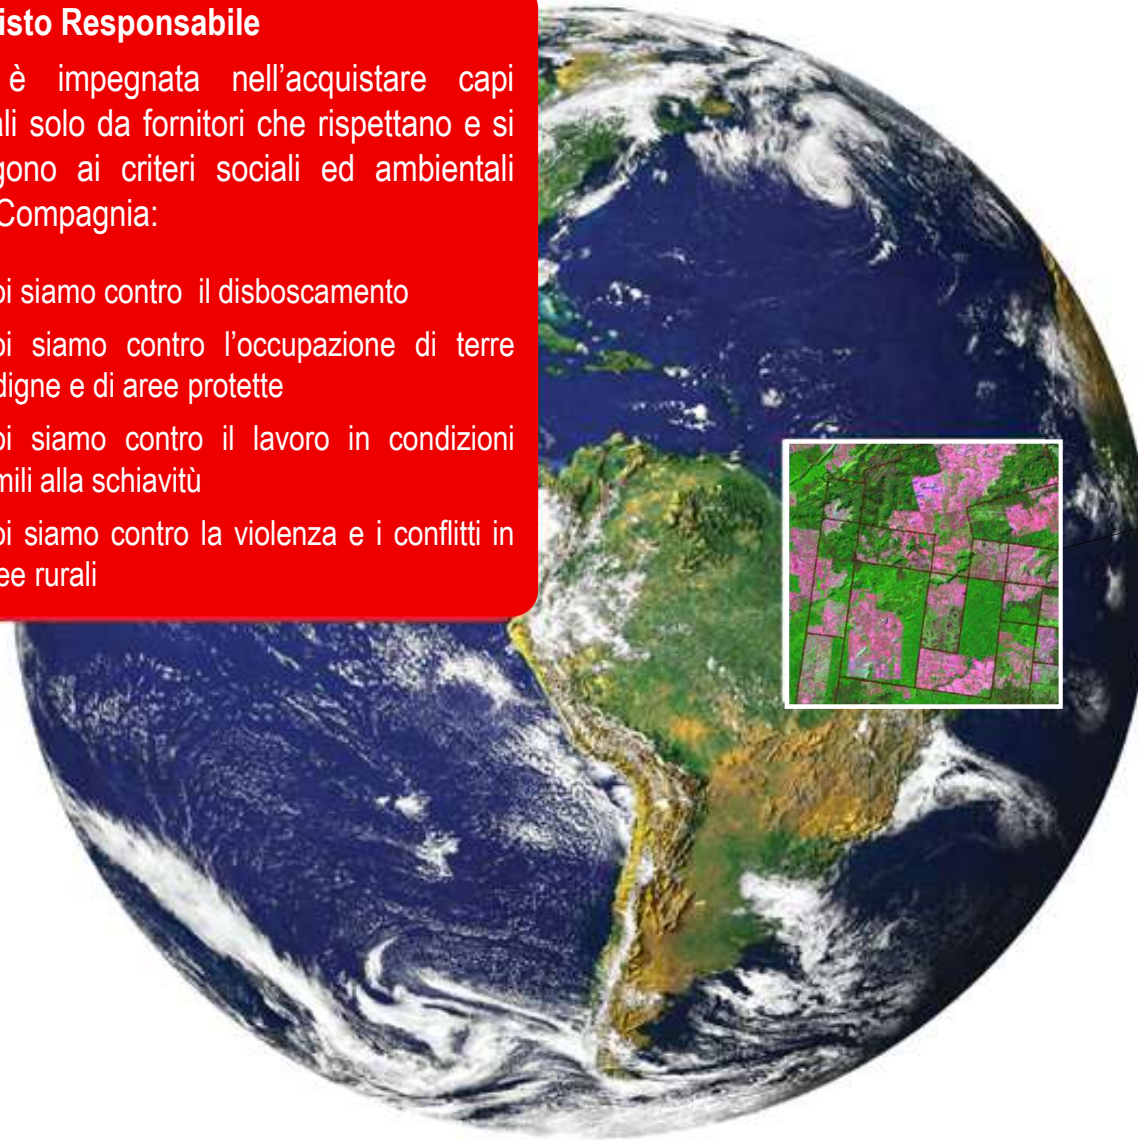 isto Responsabile
è impegnata nell'acquistare capi
ali solo da fornitori che rispettano e si
gono ai criteri sociali ed ambientali
Compagnia:
oi siamo contro il disboscamento
oi siamo contro l'occupazione di terre
digne e di aree protette
oi siamo contro il lavoro in condizioni
mili alla schiavitù
oi siamo contro la violenza e i conflitti in
ee rurali